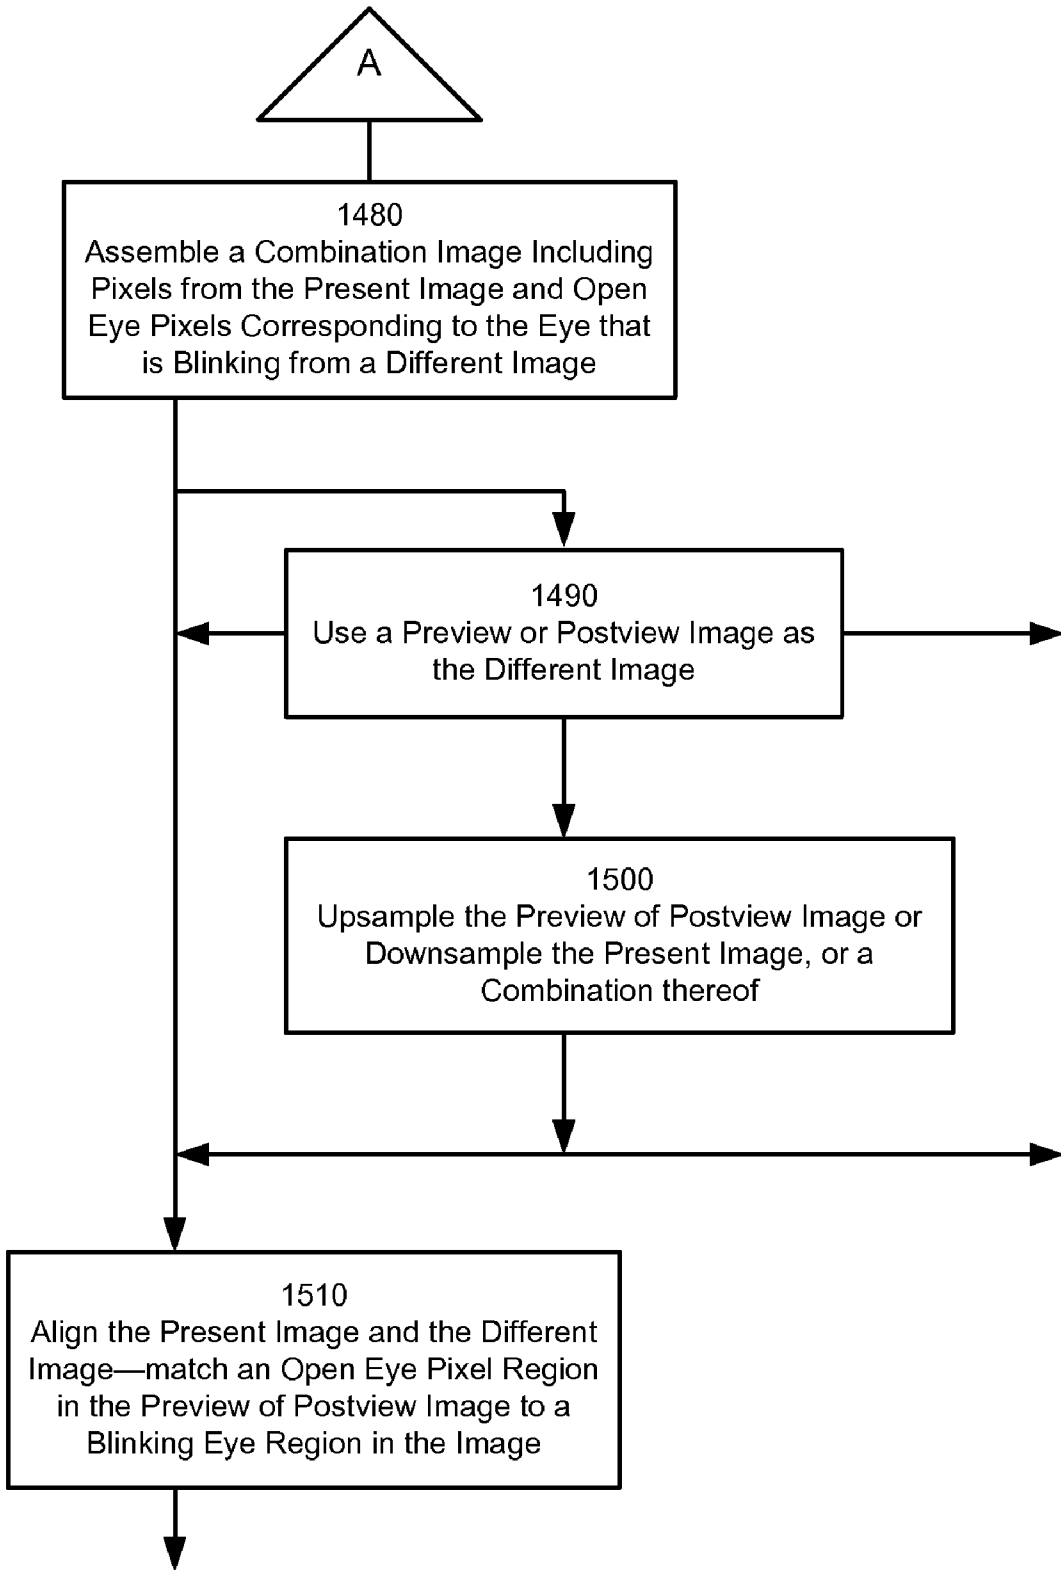 A
1480
Assemble a Combination Image Including
Pixels from the Present Image and Open
Eye Pixels Corresponding to the Eye that
is Blinking from a Different Image
1490
Use a Preview or Postview Image as
the Different Image
1500
Upsample the Preview of Postview Image or
Downsample the Present Image, or a
Combination thereof
1510
Align the Present Image and the Different
Image—match an Open Eye Pixel Region
in the Preview of Postview Image to a
Blinking Eye Region in the Image